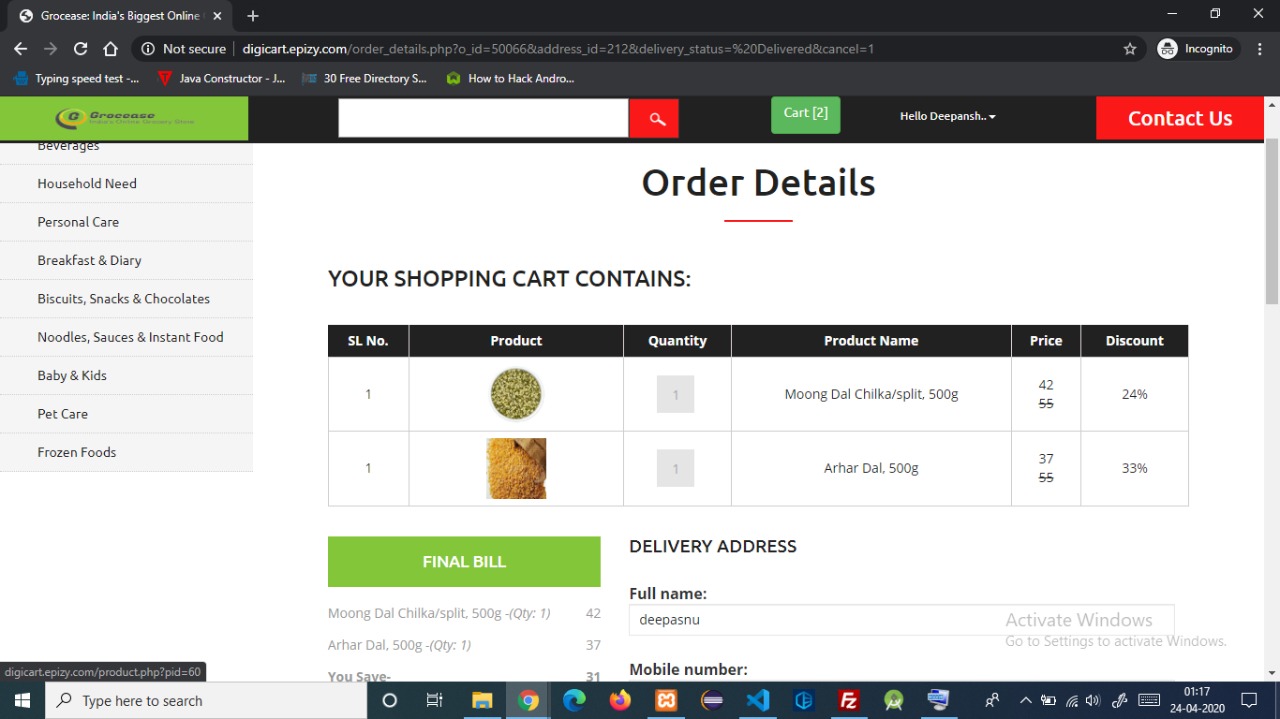 Grocease: India's Biggest Online
Not secure
digicart.epizy.com/order_details.php?o_id=50066&address_id=212&delivery_status=%20Delivered&cancel=1
Incognito
Typing speed test -...
Java Constructor - J...
30 Free Directory S...
How to Hack Andro...
Grocease
India's Online Grocery Store
Cart [2]
Hello Deepansh..
Contact Us
Beverages
Household Need
Personal Care
Breakfast & Diary
Biscuits, Snacks & Chocolates
Noodles, Sauces & Instant Food
Baby & Kids
Pet Care
Frozen Foods
Order Details
YOUR SHOPPING CART CONTAINS:
SL No. Product Quantity Product Name Price Discount
1 1 Moong Dal Chilka/split, 500g 42 55 24%
1 1 Arhar Dal, 500g 37 55 33%
FINAL BILL
Moong Dal Chilka/split, 500g -(Qty: 1) 42
Arhar Dal, 500g -(Qty: 1) 37
You Save- 31
DELIVERY ADDRESS
Full name:
deepasnu
Mobile number:
Activate Windows
Go to Settings to activate Windows.
digicart.epizy.com/product.php?pid=60
Type here to search
01:17
24-04-2020